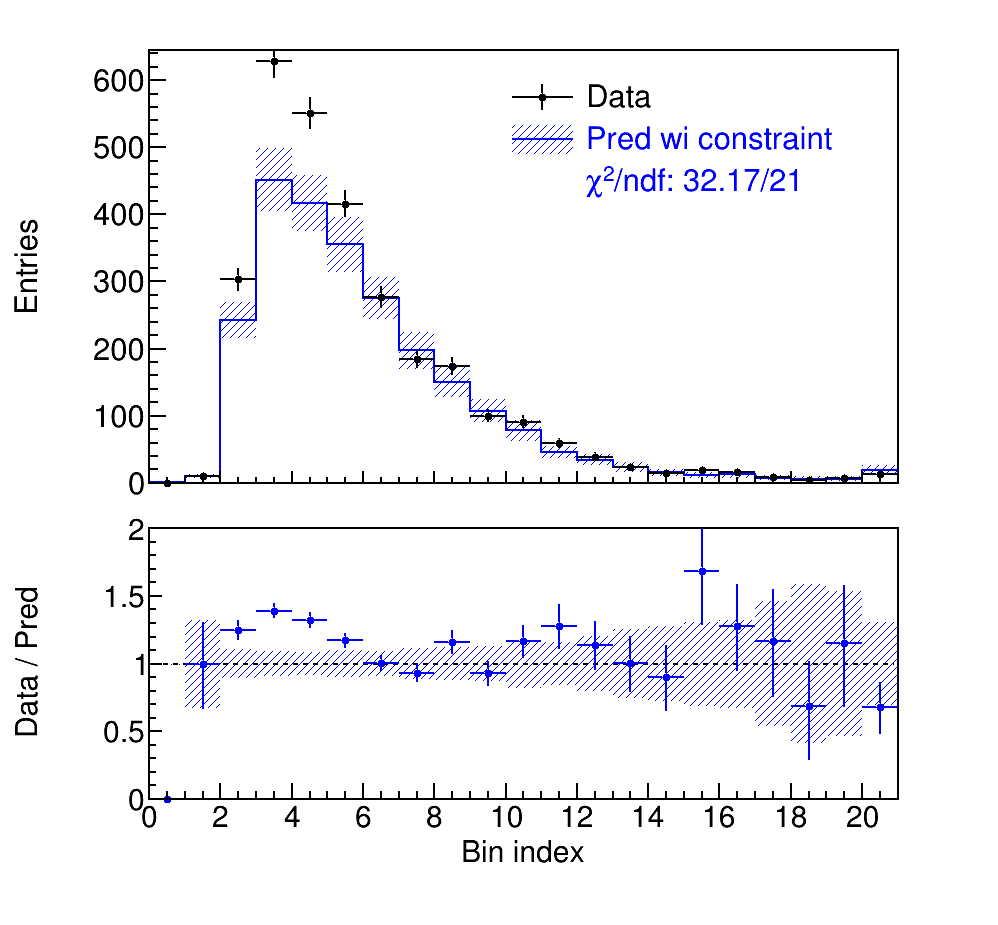 600
500
400
300
200
100
0
Entries
Data
Pred wi constraint
χ²/ndf: 32.17/21
2
1.5
1
0.5
0
Data / Pred
0 2 4 6 8 10 12 14 16 18 20
Bin index